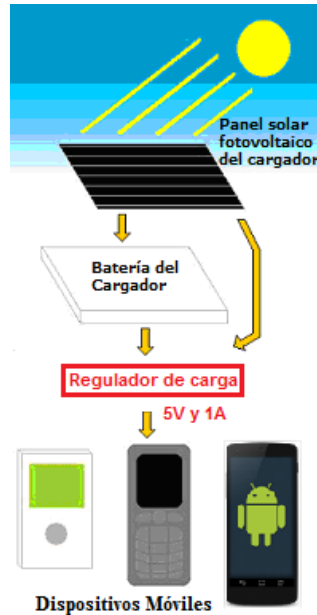 Panel solar
fotovoltaico
del cargador
Batería del
Cargador
Regulador de carga
5V y 1A
Dispositivos Móviles